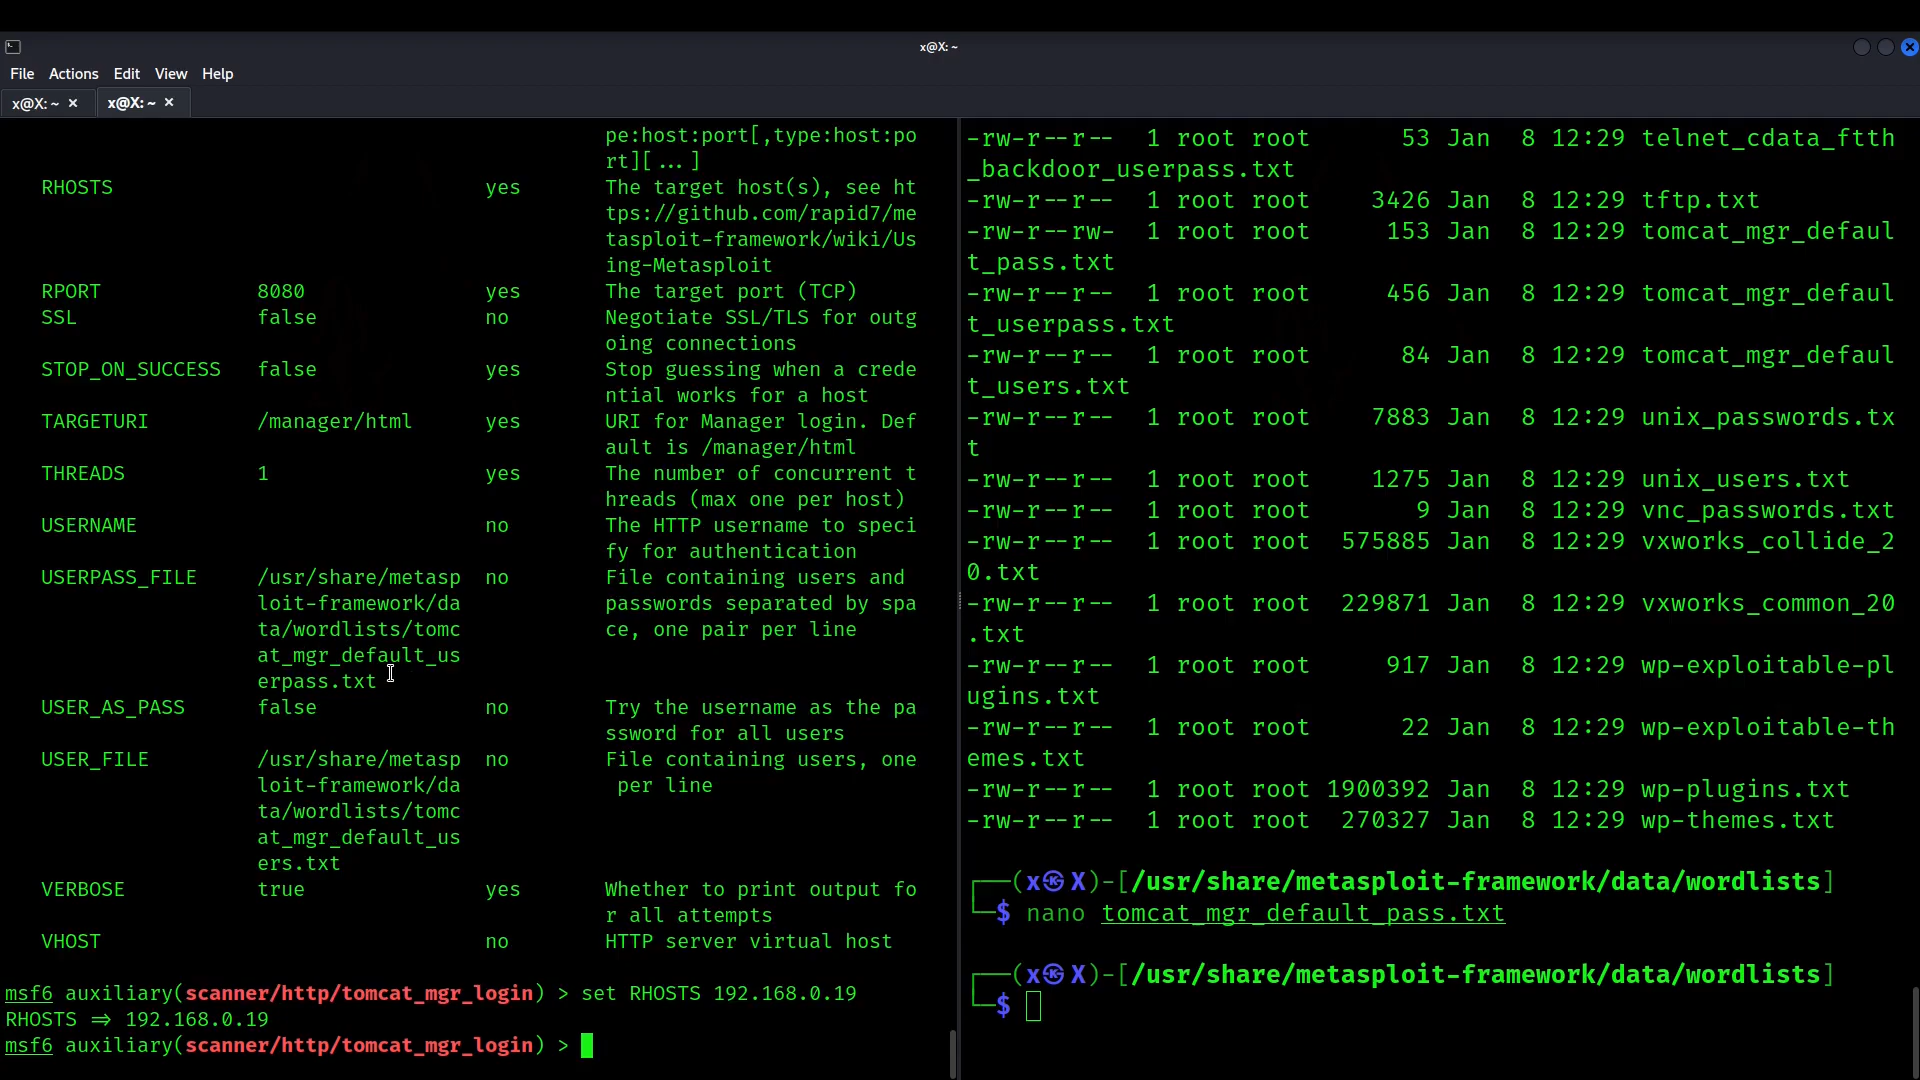 x@X: ~
File Actions Edit View Help
x@X: ~ × x@X: ~ ×
pe:host:port[,type:host:po
rt][...]
RHOSTS yes The target host(s), see ht
tps://github.com/rapid7/me
tasploit-framework/wiki/Us
ing-Metasploit
RPORT 8080 yes The target port (TCP)
SSL false no Negotiate SSL/TLS for outg
oing connections
STOP_ON_SUCCESS false yes Stop guessing when a crede
ntial works for a host
TARGETURI /manager/html yes URI for Manager login. Def
ault is /manager/html
THREADS 1 yes The number of concurrent t
hreads (max one per host)
USERNAME no The HTTP username to speci
fy for authentication
USERPASS_FILE /usr/share/metasp no File containing users and
loit-framework/da passwords separated by spa
ta/wordlists/tomc ce, one pair per line
at_mgr_default_us
erpass.txt
USER_AS_PASS false no Try the username as the pa
ssword for all users
USER_FILE /usr/share/metasp no File containing users, one
loit-framework/da per line
ta/wordlists/tomc
at_mgr_default_us
ers.txt
VERBOSE true yes Whether to print output fo
r all attempts
VHOST no HTTP server virtual host
msf6 auxiliary(scanner/http/tomcat_mgr_login) > set RHOSTS 192.168.0.19
RHOSTS => 192.168.0.19
msf6 auxiliary(scanner/http/tomcat_mgr_login) >
-rw-r--r-- 1 root root 53 Jan 8 12:29 telnet_cdata_ftth
_backdoor_userpass.txt
-rw-r--r-- 1 root root 3426 Jan 8 12:29 tftp.txt
-rw-r--rw- 1 root root 153 Jan 8 12:29 tomcat_mgr_defaul
t_pass.txt
-rw-r--r-- 1 root root 456 Jan 8 12:29 tomcat_mgr_defaul
t_userpass.txt
-rw-r--r-- 1 root root 84 Jan 8 12:29 tomcat_mgr_defaul
t_users.txt
-rw-r--r-- 1 root root 7883 Jan 8 12:29 unix_passwords.tx
t
-rw-r--r-- 1 root root 1275 Jan 8 12:29 unix_users.txt
-rw-r--r-- 1 root root 9 Jan 8 12:29 vnc_passwords.txt
-rw-r--r-- 1 root root 575885 Jan 8 12:29 vxworks_collide_2
0.txt
-rw-r--r-- 1 root root 229871 Jan 8 12:29 vxworks_common_20
.txt
-rw-r--r-- 1 root root 917 Jan 8 12:29 wp-exploitable-pl
ugins.txt
-rw-r--r-- 1 root root 22 Jan 8 12:29 wp-exploitable-th
emes.txt
-rw-r--r-- 1 root root 1900392 Jan 8 12:29 wp-plugins.txt
-rw-r--r-- 1 root root 270327 Jan 8 12:29 wp-themes.txt
┌──(x㉿X)-[/usr/share/metasploit-framework/data/wordlists]
└─$ nano tomcat_mgr_default_pass.txt
┌──(x㉿X)-[/usr/share/metasploit-framework/data/wordlists]
└─$